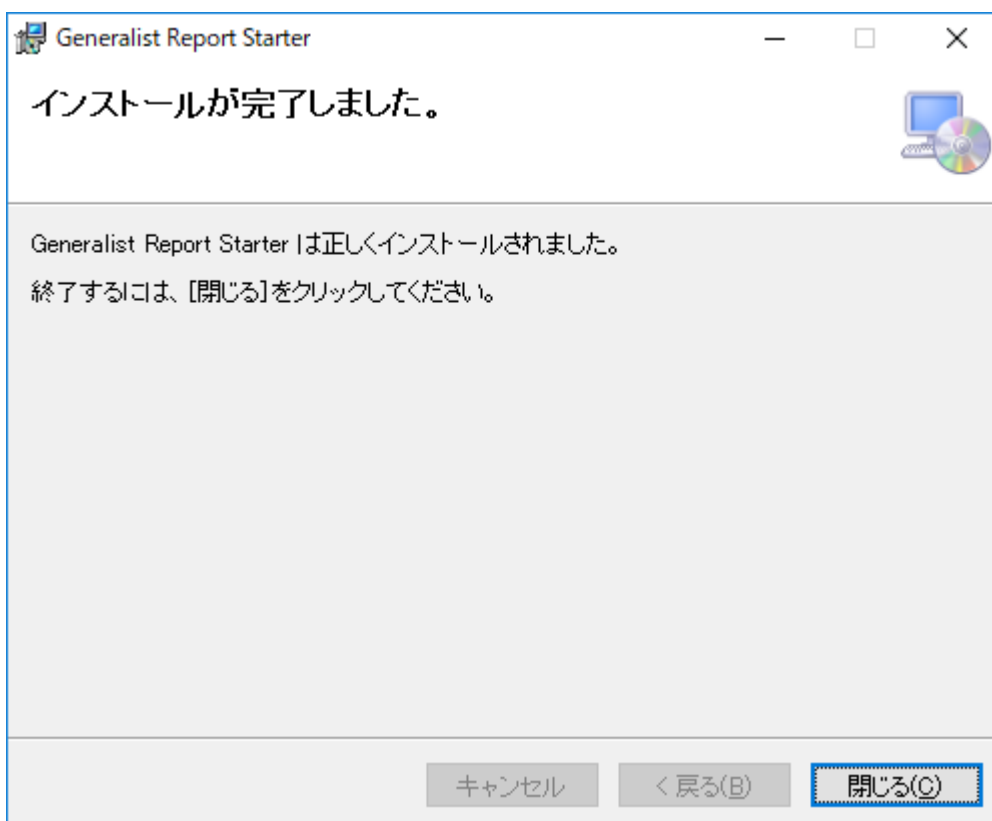 Generalist Report Starter
インストールが完了しました。
Generalist Report Starter は正しくインストールされました。
終了するには、[閉じる]をクリックしてください。
キャンセル
< 戻る(B)
閉じる(C)